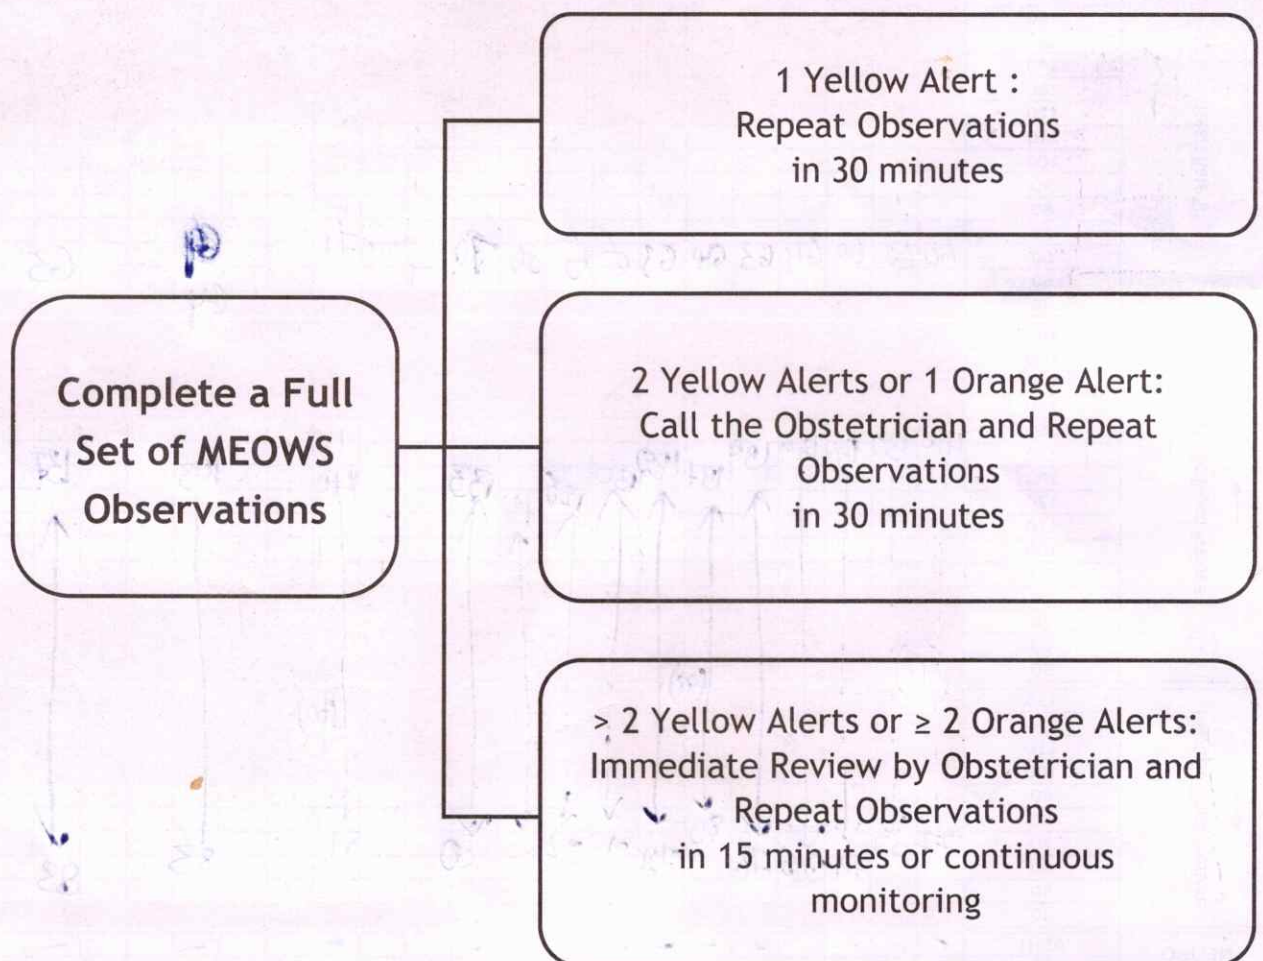 1 Yellow Alert :
Repeat Observations
in 30 minutes
Complete a Full
Set of MEOWS
Observations
2 Yellow Alerts or 1 Orange Alert:
Call the Obstetrician and Repeat
Observations
in 30 minutes
> 2 Yellow Alerts or ≥ 2 Orange Alerts:
Immediate Review by Obstetrician and
Repeat Observations
in 15 minutes or continuous
monitoring